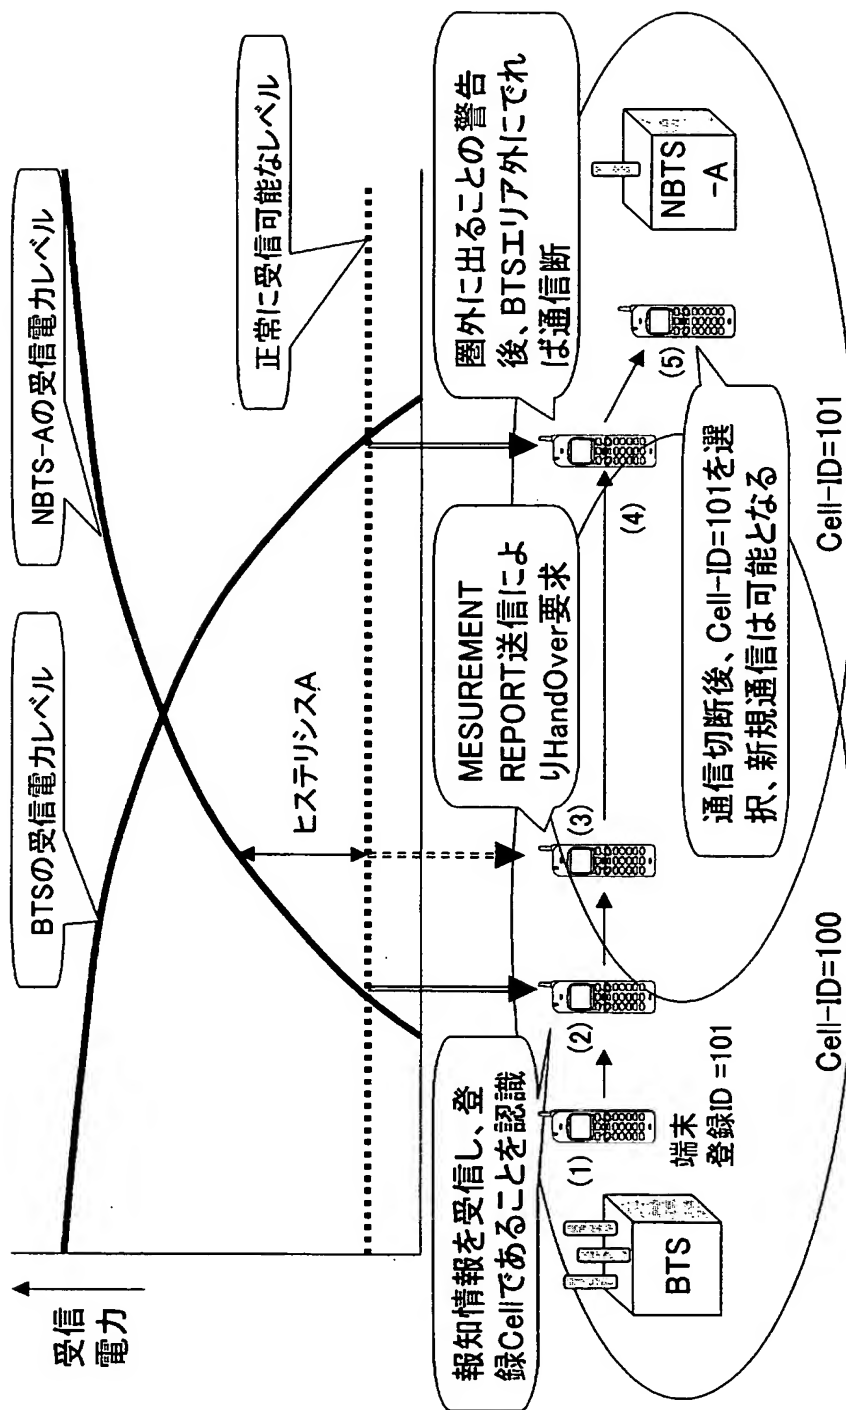 受信
電力
BTSの受信電力レベル
NBTS-Aの受信電力レベル
正常に受信可能なレベル
ヒステリシスA
報知情報を受信し、登
録Cellであることを認識
MESUREMENT
REPORT送信によ
りHandOver要求
圏外に出ることの警告
後、BTSエリア外にでれ
ば通信断
(1)
(2)
(3)
(4)
(5)
BTS
端末
登録ID =101
通信切断後、Cell-ID=101を選
択、新規通信は可能となる
NBTS
-A
Cell-ID=100
Cell-ID=101